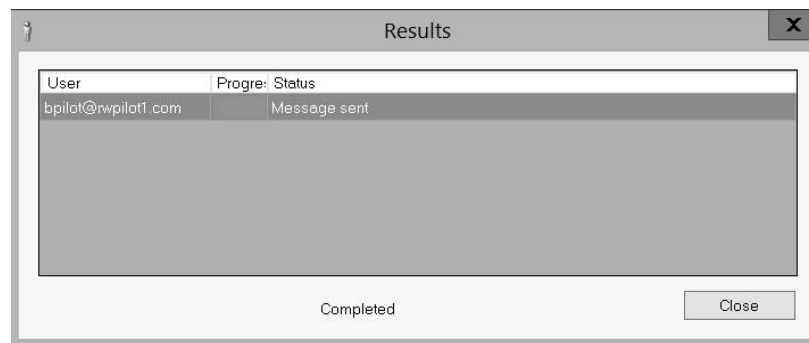 Results
X
User Progre: Status
bpilot@rwpilot1.com Message sent
Completed Close